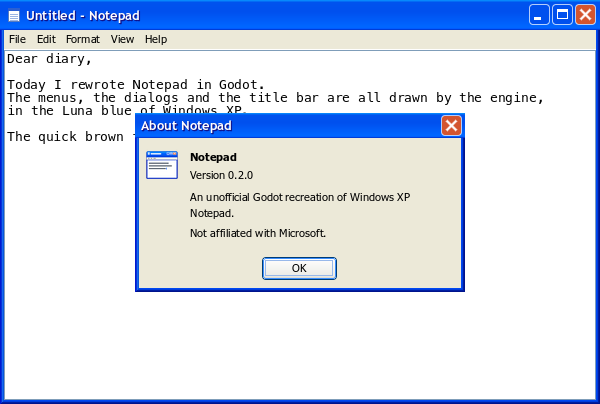 Untitled - Notepad
File Edit Format View Help
Dear diary,
Today I rewrote Notepad in Godot.
The menus, the dialogs and the title bar are all drawn by the engine,
in the Luna blue of Windows XP.
The quick brown
About Notepad
Notepad
Version 0.2.0
An unofficial Godot recreation of Windows XP
Notepad.
Not affiliated with Microsoft.
OK